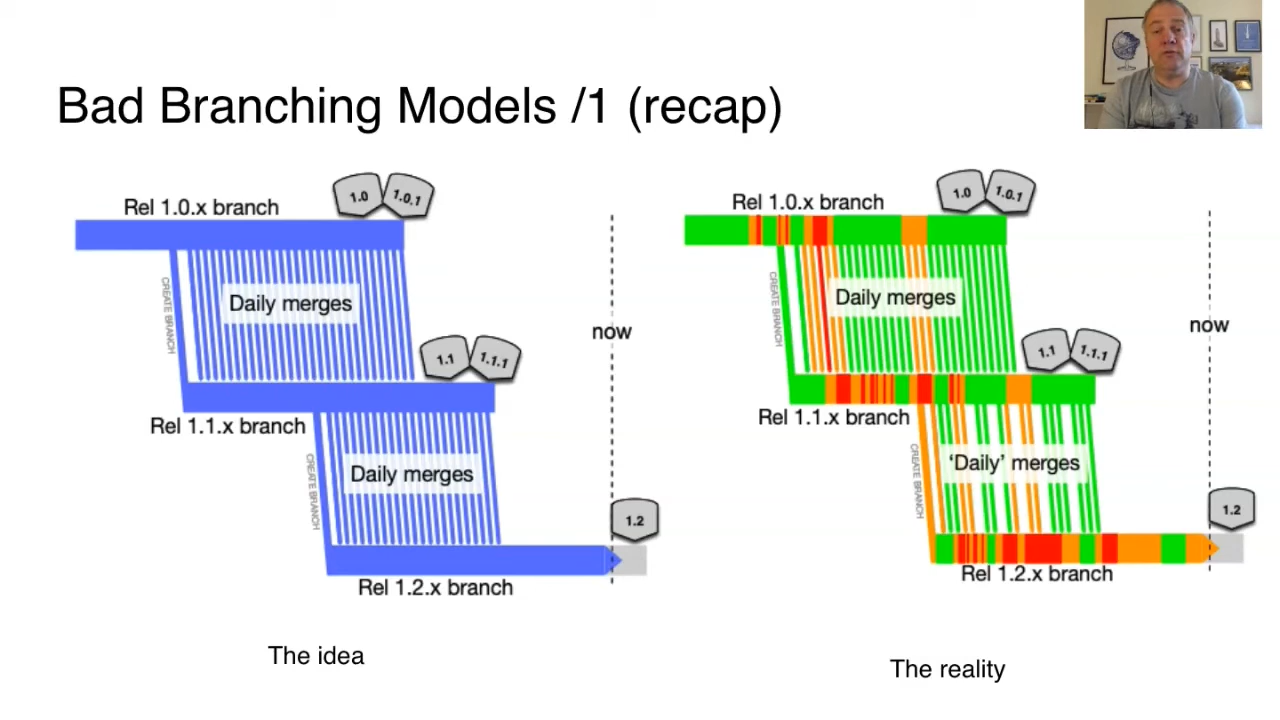 Bad Branching Models /1 (recap)
Rel 1.0.x branch
1.0
1.0.1
CREATE BRANCH
Daily merges
now
1.1
1.1.1
Rel 1.1.x branch
CREATE BRANCH
Daily merges
1.2
Rel 1.2.x branch
The idea
Rel 1.0.x branch
1.0
1.0.1
CREATE BRANCH
Daily merges
now
1.1
1.1.1
Rel 1.1.x branch
CREATE BRANCH
‘Daily’ merges
1.2
Rel 1.2.x branch
The reality